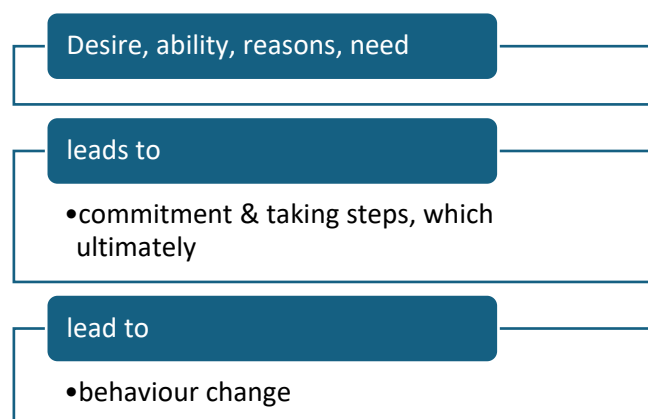 Desire, ability, reasons, need
leads to
•commitment & taking steps, which
ultimately
lead to
•behaviour change